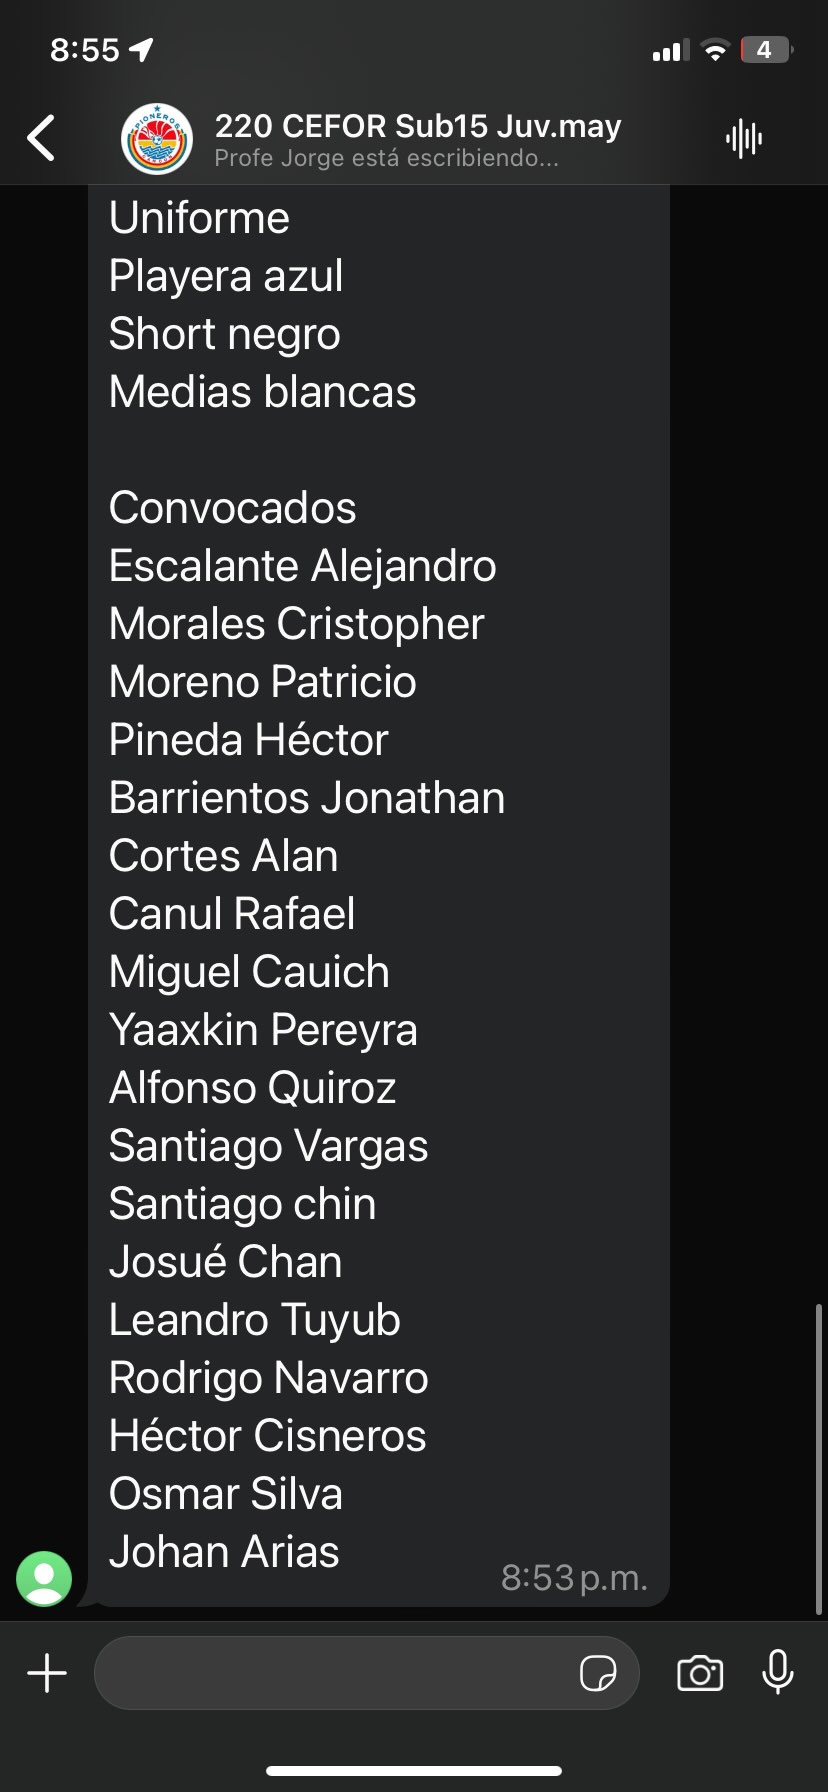 8:55
4
220 CEFOR Sub15 Juv.may
Profe Jorge está escribiendo...
PIONEROS
Uniforme
Playera azul
Short negro
Medias blancas
Convocados
Escalante Alejandro
Morales Cristopher
Moreno Patricio
Pineda Héctor
Barrientos Jonathan
Cortes Alan
Canul Rafael
Miguel Cauich
Yaaxkin Pereyra
Alfonso Quiroz
Santiago Vargas
Santiago chin
Josué Chan
Leandro Tuyub
Rodrigo Navarro
Héctor Cisneros
Osmar Silva
Johan Arias
8:53 p.m.